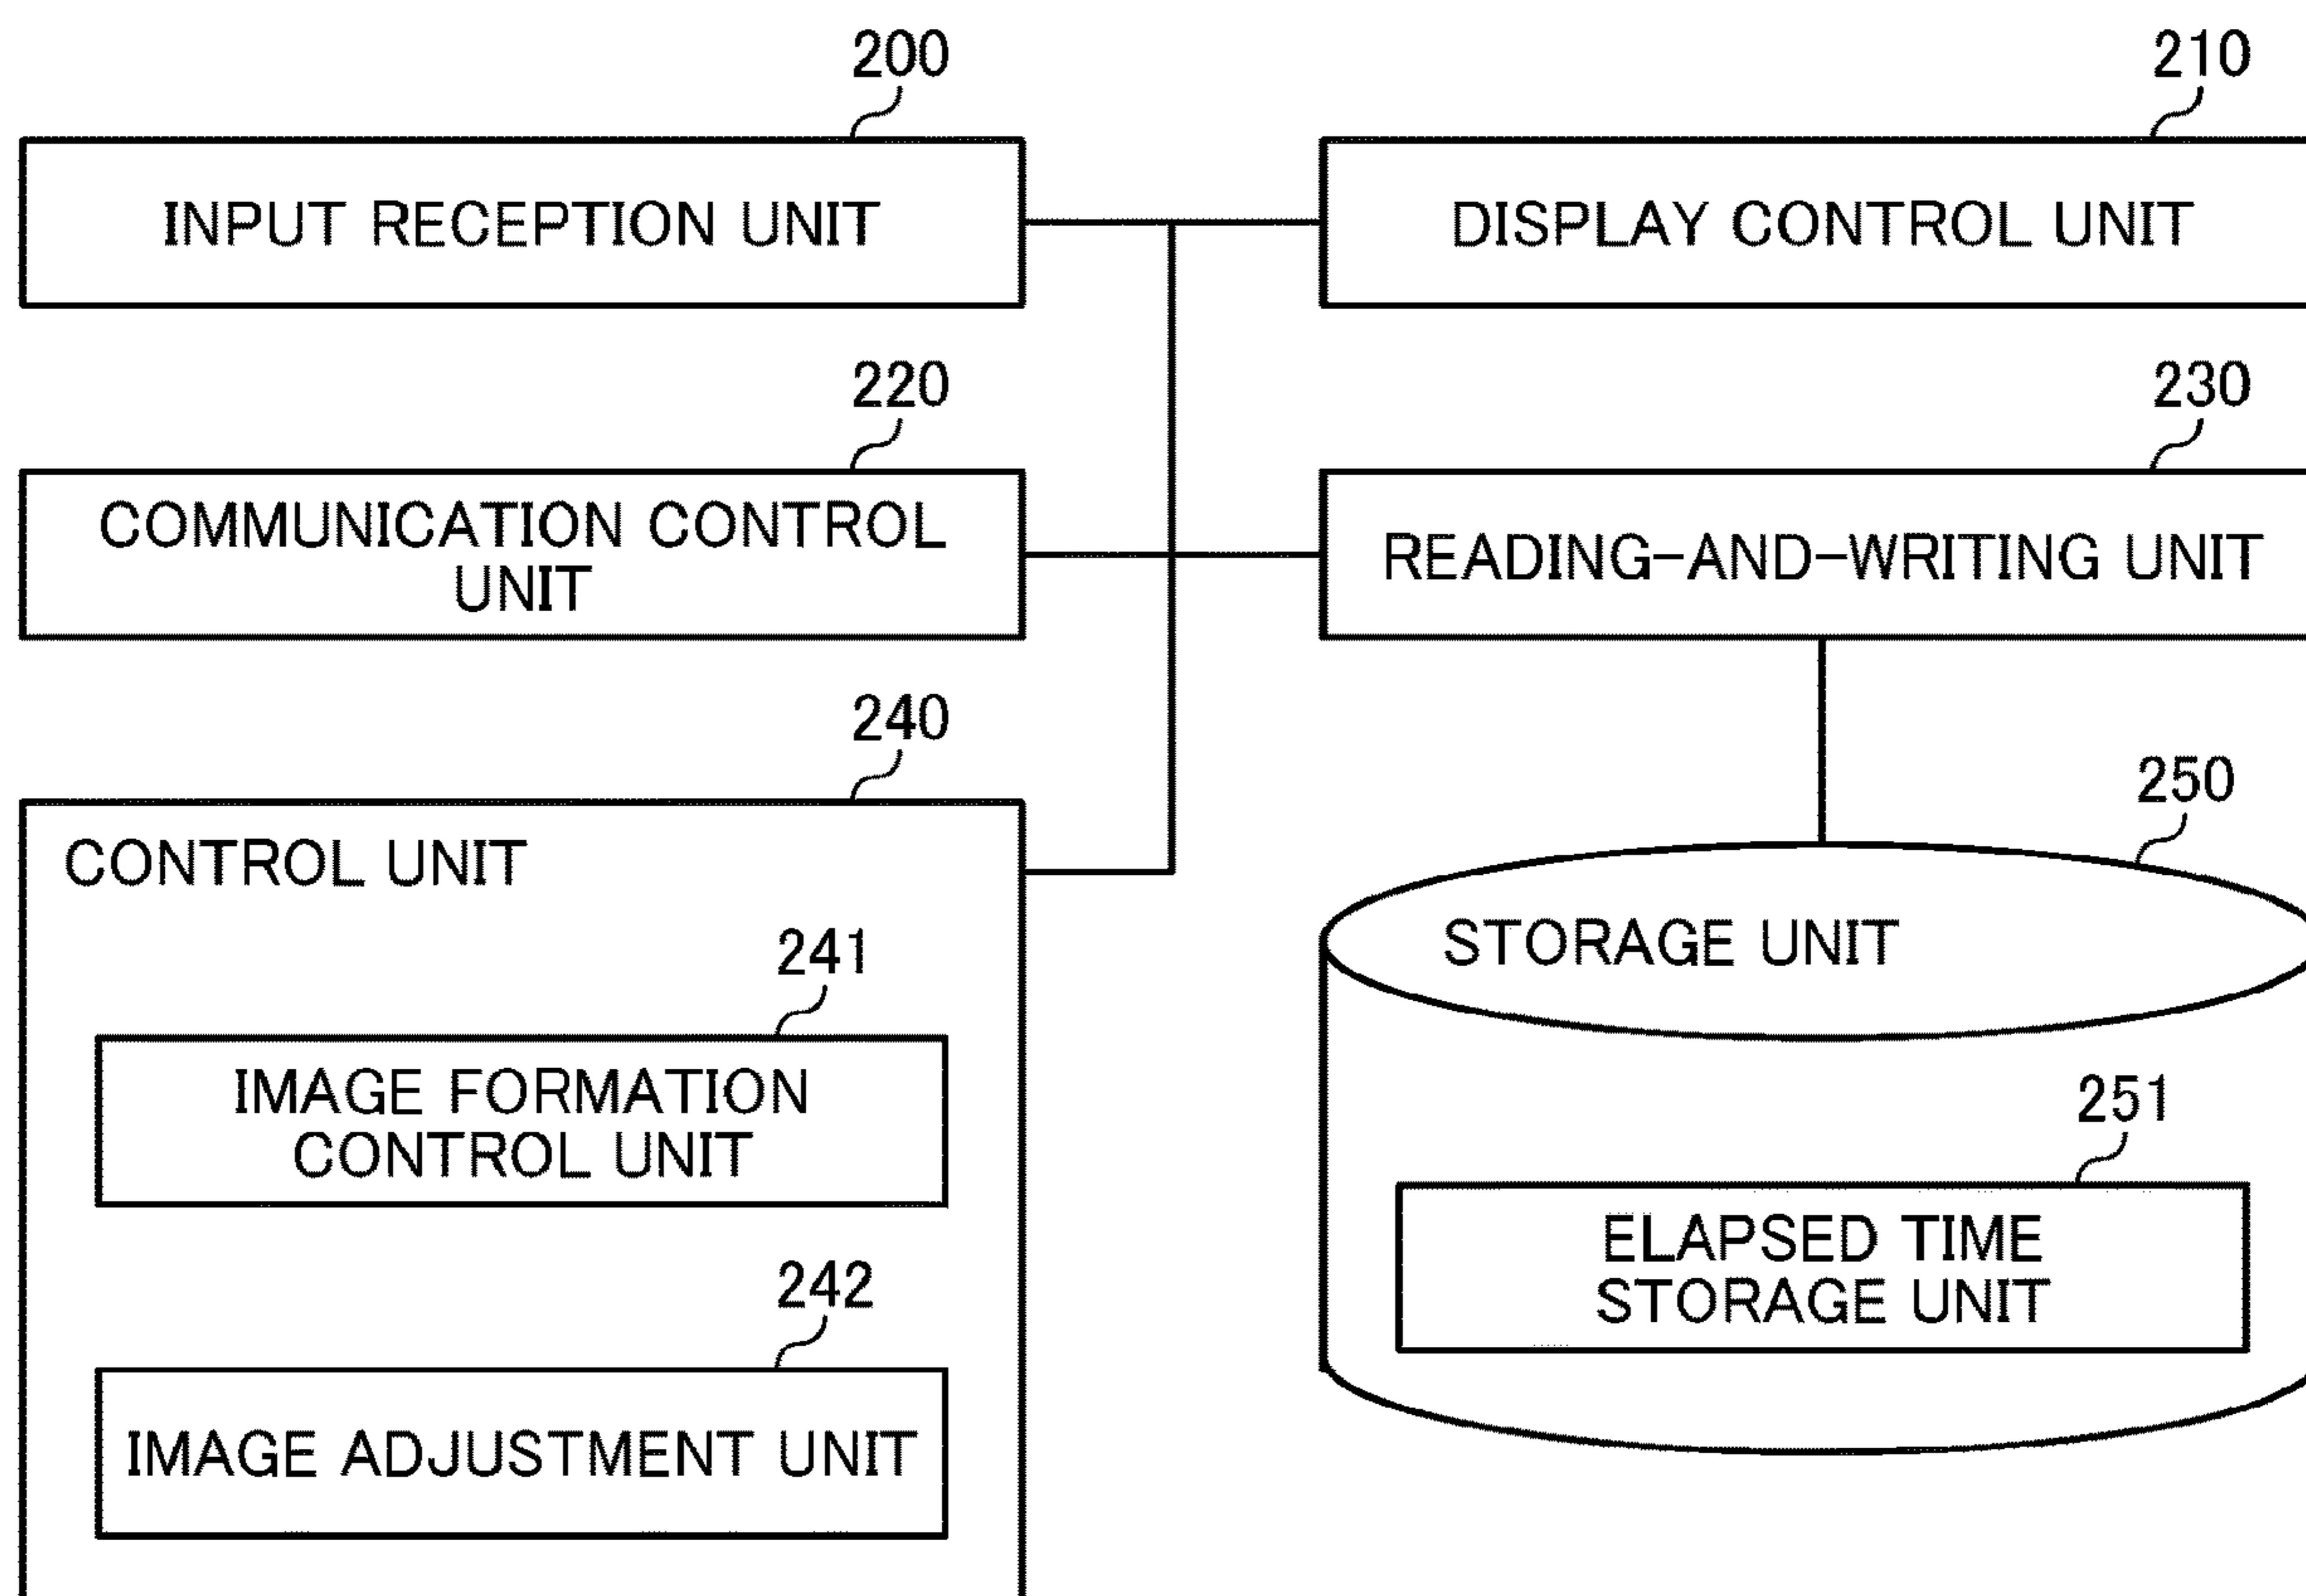 200
INPUT RECEPTION UNIT
210
DISPLAY CONTROL UNIT
220
COMMUNICATION CONTROL
UNIT
230
READING-AND-WRITING UNIT
240
CONTROL UNIT
241
IMAGE FORMATION
CONTROL UNIT
242
IMAGE ADJUSTMENT UNIT
250
STORAGE UNIT
251
ELAPSED TIME
STORAGE UNIT